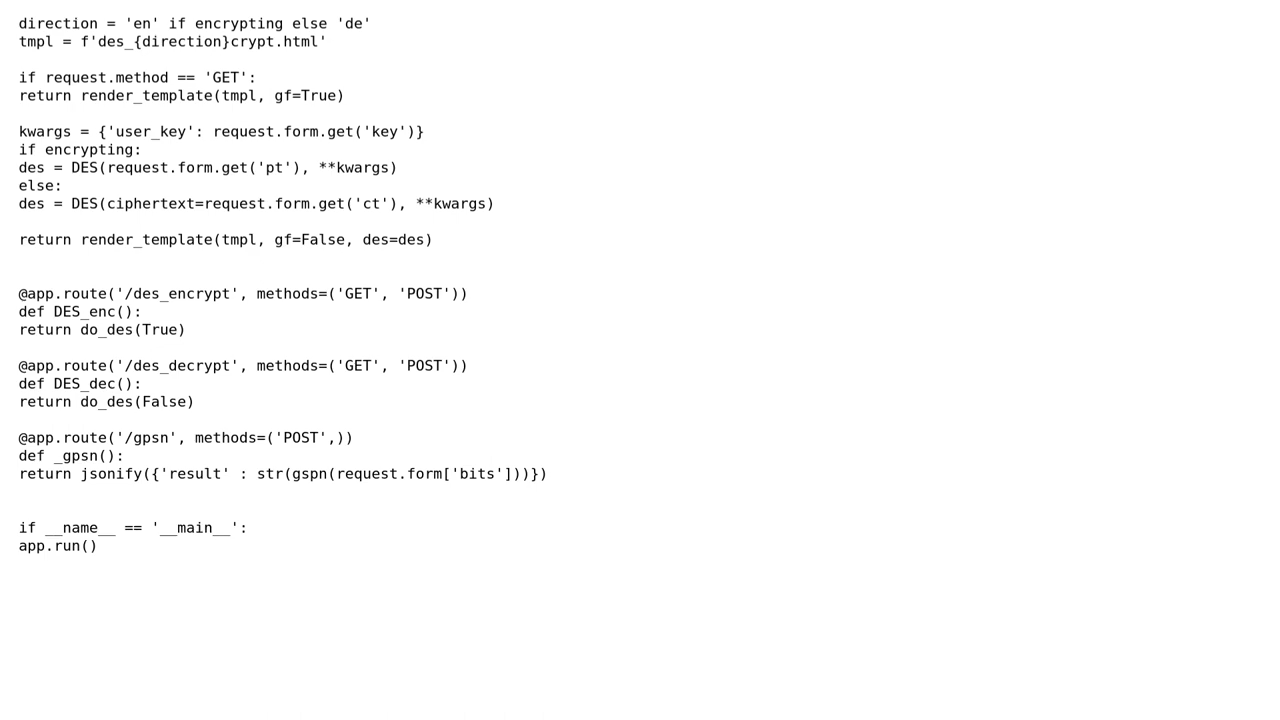 direction = 'en' if encrypting else 'de'
tmpl = f'des_{direction}crypt.html'
if request.method == 'GET':
return render_template(tmpl, gf=True)
kwargs = {'user_key': request.form.get('key')}
if encrypting:
des = DES(request.form.get('pt'), **kwargs)
else:
des = DES(ciphertext=request.form.get('ct'), **kwargs)
return render_template(tmpl, gf=False, des=des)
@app.route('/des_encrypt', methods=('GET', 'POST'))
def DES_enc():
return do_des(True)
@app.route('/des_decrypt', methods=('GET', 'POST'))
def DES_dec():
return do_des(False)
@app.route('/gpsn', methods=('POST',))
def _gpsn():
return jsonify({'result' : str(gspn(request.form['bits']))})
if __name__ == '__main__':
app.run()